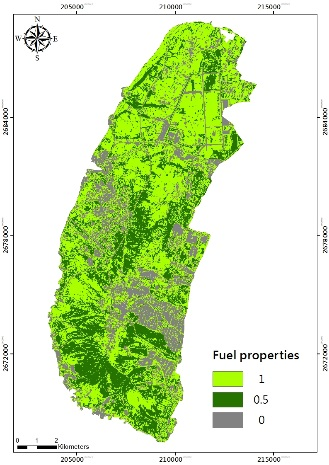 205000 210000 215000
N
W E
S
2684000 2684000
2678000 2678000
2672000 2672000
Fuel properties
1
0.5
0
0 1 2
Kilometers
205000 210000 215000